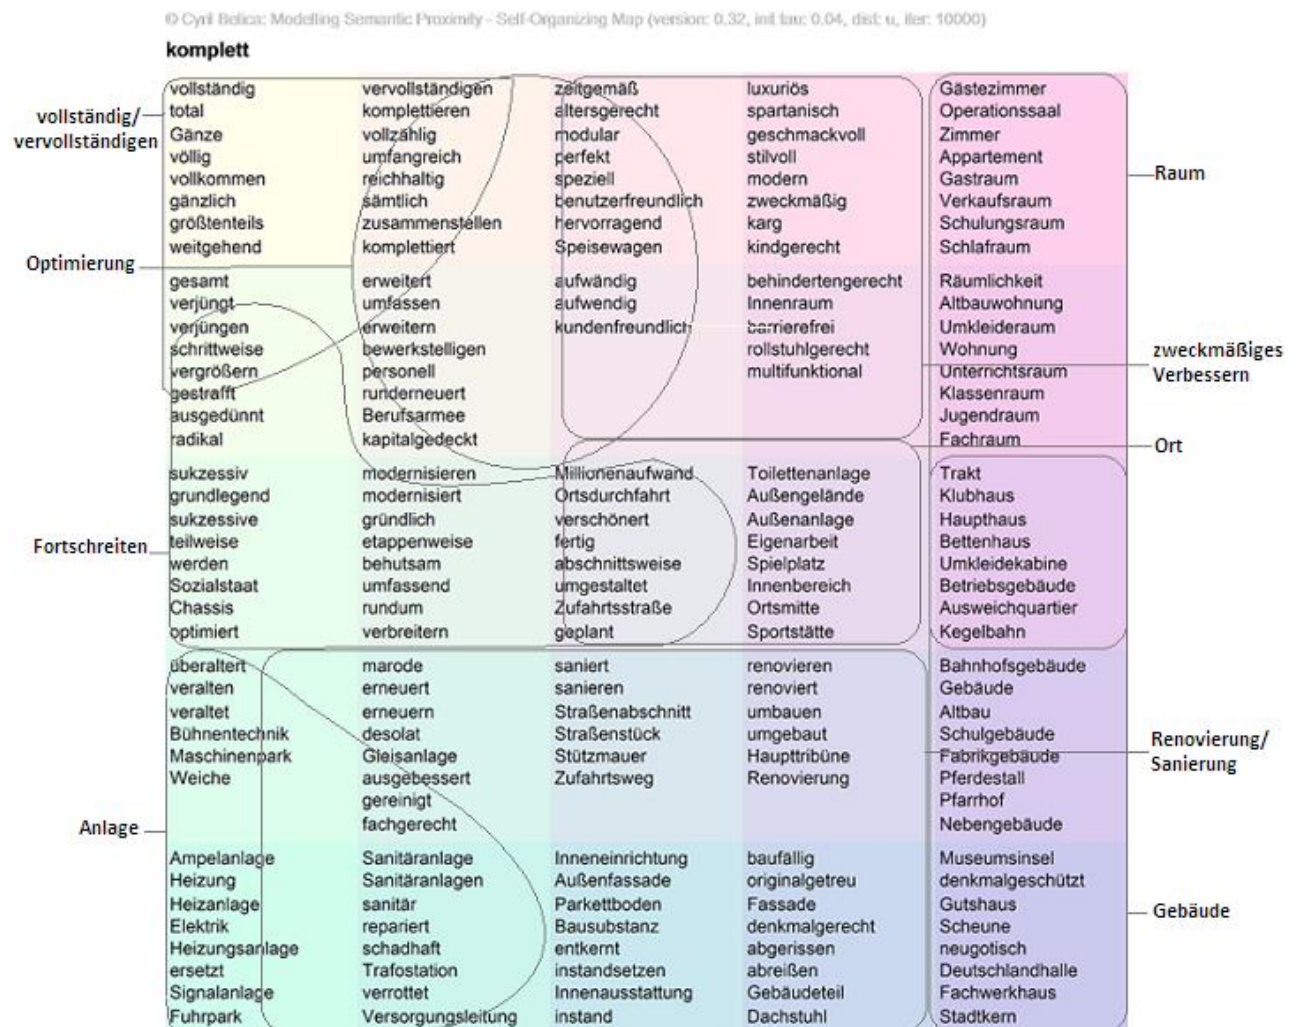 © Cyril Belica: Modelling Semantic Proximity - Self-Organizing Map (version: 0.32, init tau: 0.04, dist: u, iter: 10000)
komplett
vollständig vervollständigen zeitgemäß luxuriös Gästezimmer
total komplettieren altersgerecht spartanisch Operationssaal
Gänze vollzählig modular geschmackvoll Zimmer
völlig umfangreich perfekt stilvoll Appartement
vollkommen reichhaltig speziell modern Gastraum
gänzlich sämtlich benutzerfreundlich zweckmäßig Verkaufsraum
größtenteils zusammenstellen hervorragend karg Schulungsraum
weitgehend komplettiert Speisewagen kindgerecht Schlafraum
gesamt erweitert aufwändig behindertengerecht Räumlichkeit
verjüngt umfassen aufwendig Innenraum Altbauwohnung
verjüngen erweitern kundenfreundlich barrierefrei Umkleideraum
schrittweise bewerkstelligen rollstuhlgerecht Wohnung
vergrößern personell multifunktional Unterrichtsraum
gestrafft runderneuert Klassenraum
ausgedünnt Berufsarmee Jugendraum
radikal kapitalgedeckt Fachraum
sukzessiv modernisieren Millionenaufwand Toilettenanlage Trakt
grundlegend modernisiert Ortsdurchfahrt Außengelände Klubhaus
sukzessive gründlich verschönert Außenanlage Haupthaus
teilweise etappenweise fertig Eigenarbeit Bettenhaus
werden behutsam abschnittsweise Spielplatz Umkleidekabine
Sozialstaat umfassend umgestaltet Innenbereich Betriebsgebäude
Chassis rundum Zufahrtsstraße Ortsmitte Ausweichquartier
optimiert verbreitern geplant Sportstätte Kegelbahn
überaltert marode saniert renovieren Bahnhofsgebäude
veralten erneuert sanieren renoviert Gebäude
veraltet erneuern Straßenabschnitt umbauen Altbau
Bühnentechnik desolat Straßenstück umgebaut Schulgebäude
Maschinenpark Gleisanlage Stützmauer Haupttribüne Fabrikgebäude
Weiche ausgebessert Zufahrtsweg Renovierung Pferdestall
gereinigt Pfarrhof
fachgerecht Nebengebäude
Ampelanlage Sanitäranlage Inneneinrichtung baufällig Museumsinsel
Heizung Sanitäranlagen Außenfassade originalgetreu denkmalgeschützt
Heizanlage sanitär Parkettboden Fassade Gutshaus
Elektrik repariert Bausubstanz denkmalgerecht Scheune
Heizungsanlage schadhaft entkernt abgerissen neugotisch
ersetzt Trafostation instandsetzen abreißen Deutschlandhalle
Signalanlage verrottet Innenausstattung Gebäudeteil Fachwerkhaus
Fuhrpark Versorgungsleitung instand Dachstuhl Stadtkern
vollständig/
vervollständigen
Optimierung
Fortschreiten
Anlage
Raum
zweckmäßiges
Verbessern
Ort
Renovierung/
Sanierung
Gebäude